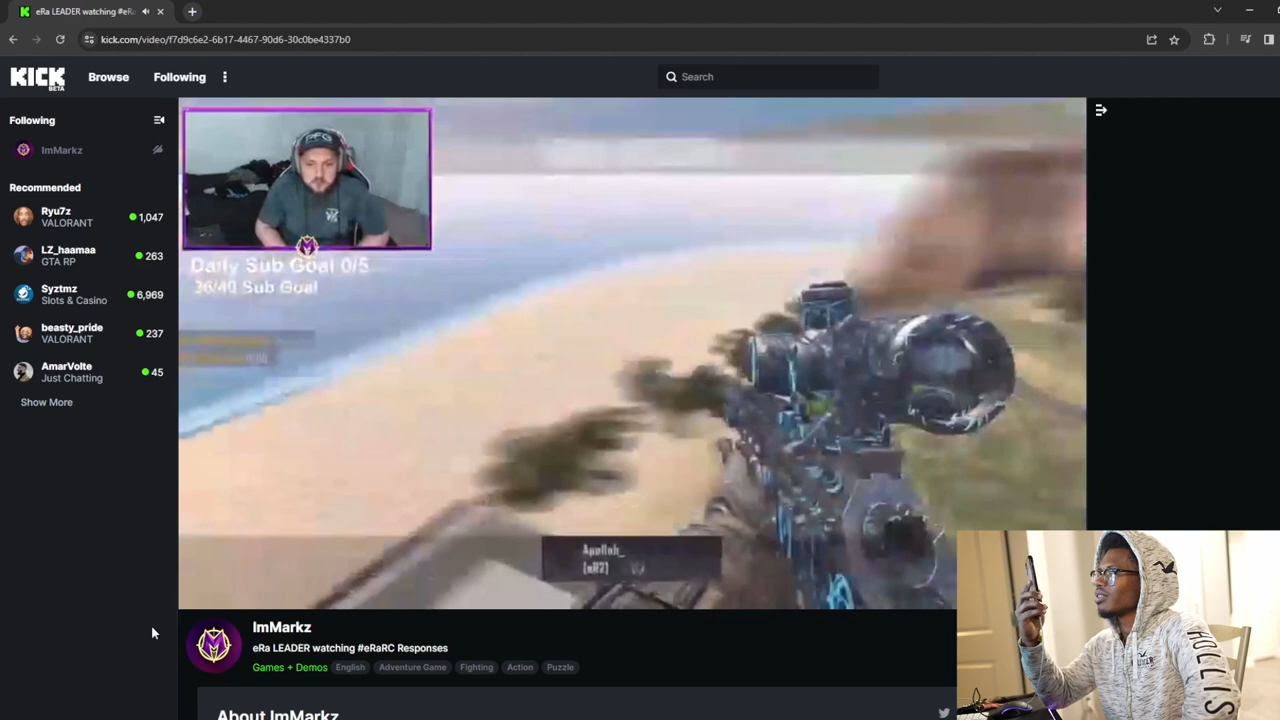 eRa LEADER watching #eRa
kick.com/video/f7d9c6e2-6b17-4467-90d6-30c0be4337b0
KICK
BETA
Browse
Following
Search
Following
ImMarkz
Recommended
Ryu7z
VALORANT
1,047
LZ_haamaa
GTA RP
263
Syztmz
Slots & Casino
6,969
beasty_pride
VALORANT
237
AmarVolte
Just Chatting
45
Show More
Daily Sub Goal 0/5
36/40 Sub Goal
ImMarkz
eRa LEADER watching #eRaRC Responses
Games + Demos English Adventure Game Fighting Action Puzzle
About ImMarkz
HOLLIS